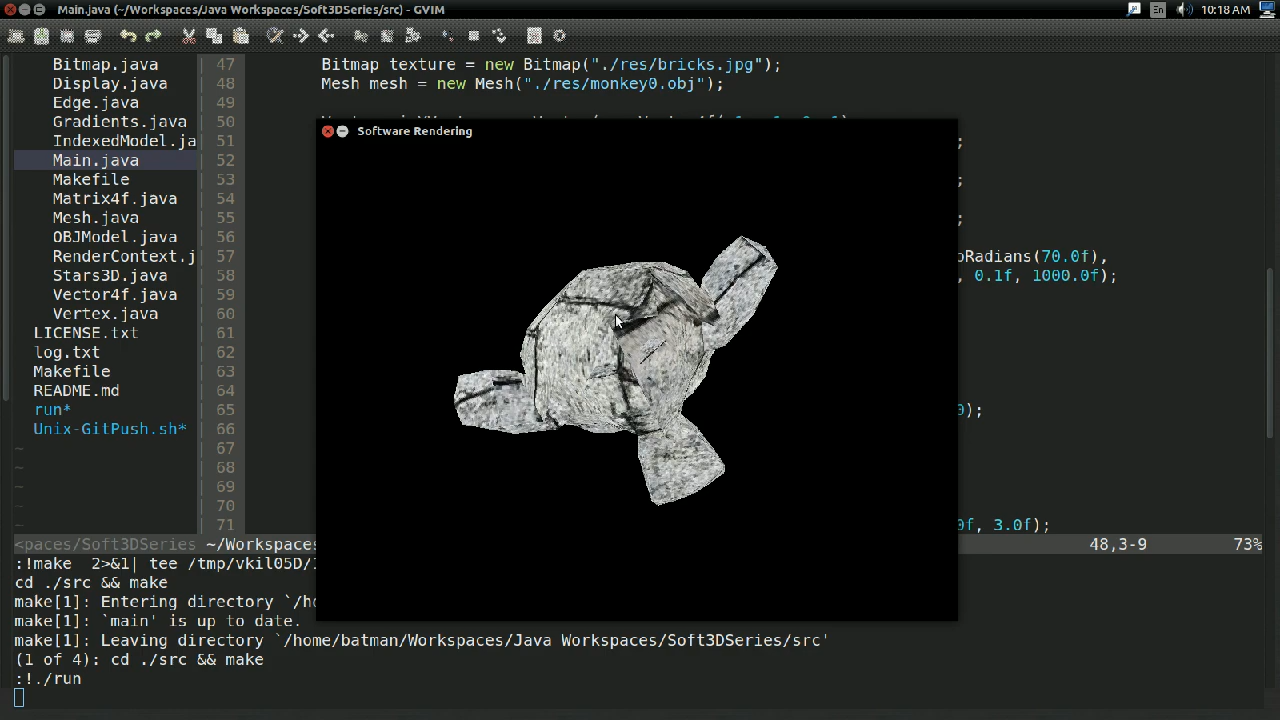 Main.java (~/Workspaces/Java Workspaces/Soft3DSeries/src) - GVIM
En
10:18 AM
Bitmap.java
Display.java
Edge.java
Gradients.java
IndexedModel.ja
Main.java
Makefile
Matrix4f.java
Mesh.java
OBJModel.java
RenderContext.j
Stars3D.java
Vector4f.java
Vertex.java
LICENSE.txt
log.txt
Makefile
README.md
run*
Unix-GitPush.sh*
~
~
~
~
~
47 Bitmap texture = new Bitmap("./res/bricks.jpg");
48 Mesh mesh = new Mesh("./res/monkey0.obj");
49
50
51 ;
52
53 ;
54
55 ;
56
57 oRadians(70.0f),
58 , 0.1f, 1000.0f);
59
60
61
62
63
64
65 0);
66
67
68
69
70
71 0f, 3.0f);
Software Rendering
<paces/Soft3DSeries ~/Workspaces
48,3-9 73%
:!make 2>&1| tee /tmp/vkil05D/
cd ./src && make
make[1]: Entering directory `/ho
make[1]: `main' is up to date.
make[1]: Leaving directory `/home/batman/Workspaces/Java Workspaces/Soft3DSeries/src'
(1 of 4): cd ./src && make
:!./run